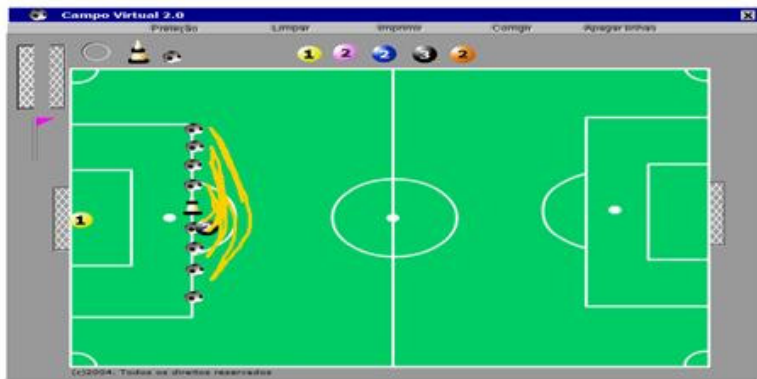 Campo Virtual 2.0
Preleção Limpar Imprimir Corrigir Apagar linhas
1 2 2 3 2
1
(c)2004. Todos os direitos reservados